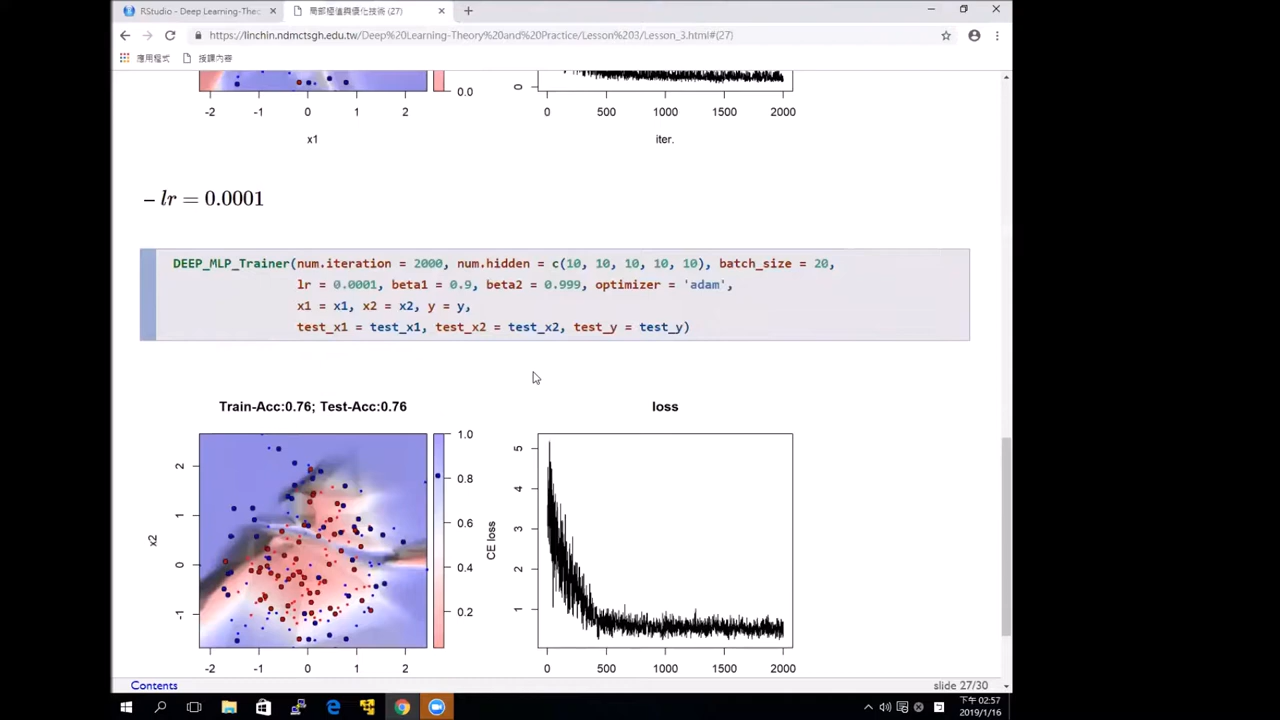 RStudio - Deep Learning-Theo
局部極值與優化技術 (27)
https://linchin.ndmctsgh.edu.tw/Deep%20Learning-Theory%20and%20Practice/Lesson%203/Lesson_3.html#(27)
應用程式
授課內容
0.0
0
-2 -1 0 1 2
0 500 1000 1500 2000
x1
iter.
– lr = 0.0001
DEEP_MLP_Trainer(num.iteration = 2000, num.hidden = c(10, 10, 10, 10, 10), batch_size = 20,
lr = 0.0001, beta1 = 0.9, beta2 = 0.999, optimizer = 'adam',
x1 = x1, x2 = x2, y = y,
test_x1 = test_x1, test_x2 = test_x2, test_y = test_y)
Train-Acc:0.76; Test-Acc:0.76
loss
x2
2
1
0
-1
-2 -1 0 1 2
1.0
0.8
0.6
0.4
0.2
CE loss
5
4
3
2
1
0 500 1000 1500 2000
Contents
slide 27/30
下午 02:57
2019/1/16